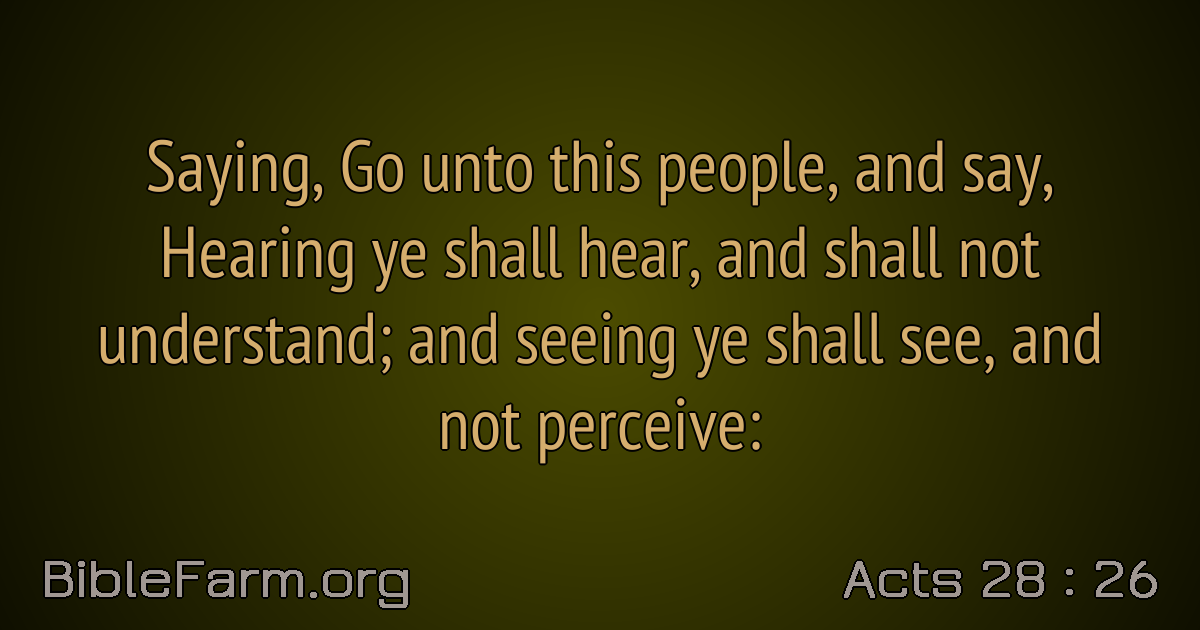 Saying, Go unto this people, and say,
Hearing ye shall hear, and shall not
understand; and seeing ye shall see, and
not perceive:
BibleFarm.org
Acts 28 : 26